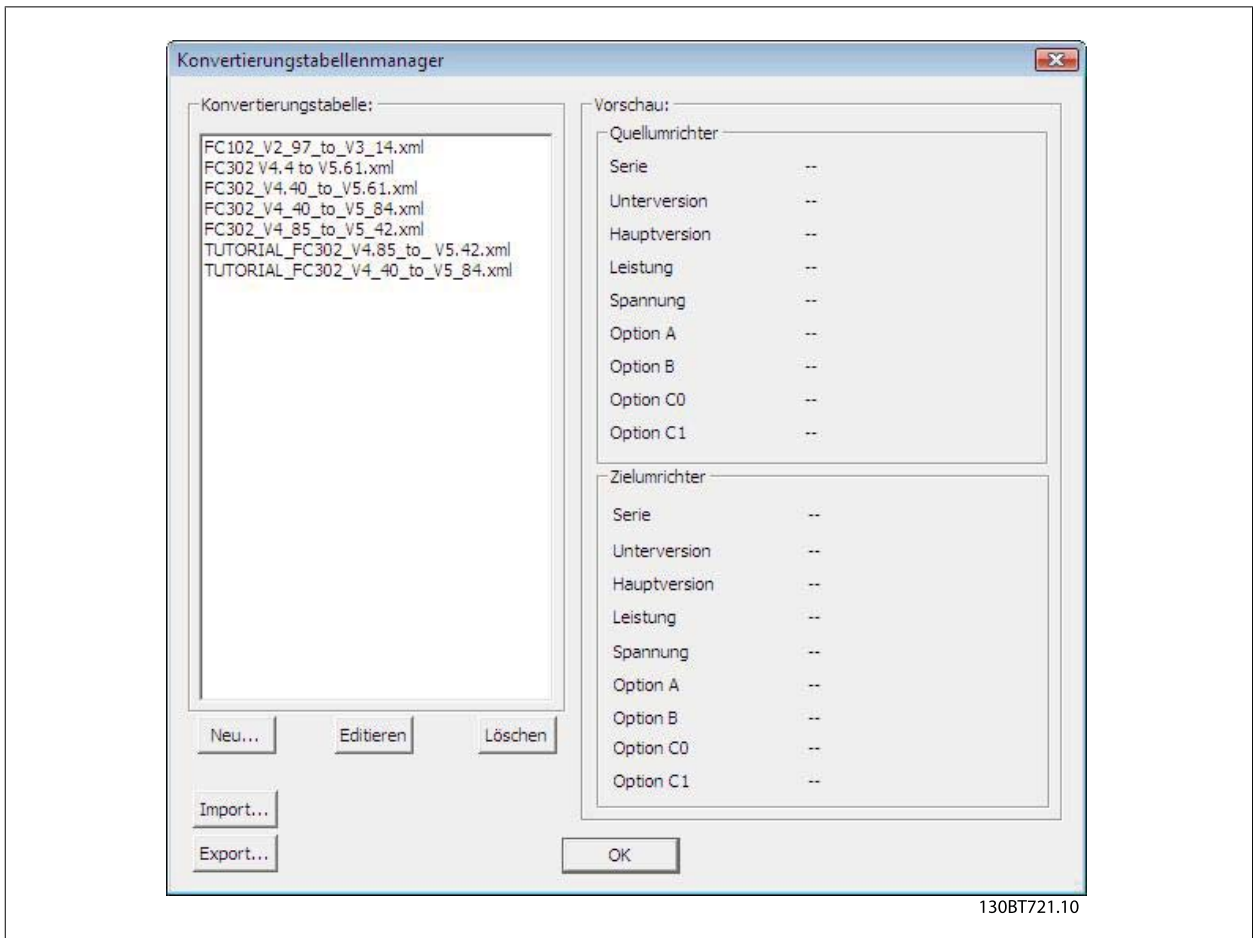 Konvertierungstabellenmanager
Konvertierungstabelle:
FC102_V2_97_to_V3_14.xml
FC302 V4.4 to V5.61.xml
FC302_V4.40_to_V5.61.xml
FC302_V4_40_to_V5_84.xml
FC302_V4_85_to_V5_42.xml
TUTORIAL_FC302_V4.85_to_ V5.42.xml
TUTORIAL_FC302_V4_40_to_V5_84.xml
Neu...
Editieren
Löschen
Import...
Export...
Vorschau:
Quellumrichter
Serie --
Unterversion --
Hauptversion --
Leistung --
Spannung --
Option A --
Option B --
Option C0 --
Option C1 --
Zielumrichter
Serie --
Unterversion --
Hauptversion --
Leistung --
Spannung --
Option A --
Option B --
Option C0 --
Option C1 --
OK
130BT721.10